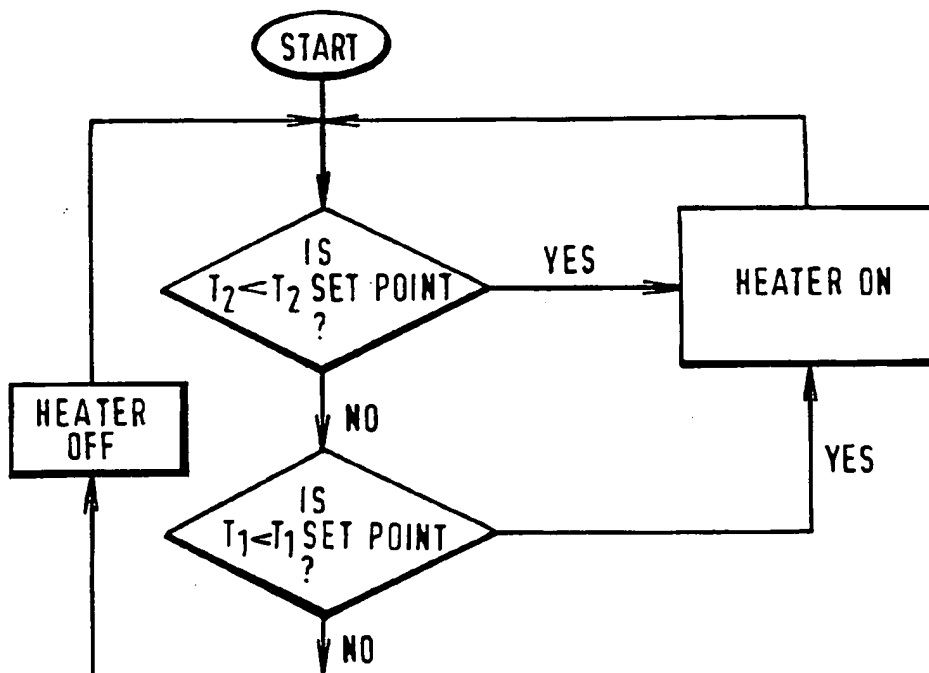 START
IS
T2<T2 SET POINT
?
YES
HEATER ON
NO
HEATER
OFF
IS
T1<T1 SET POINT
?
YES
NO